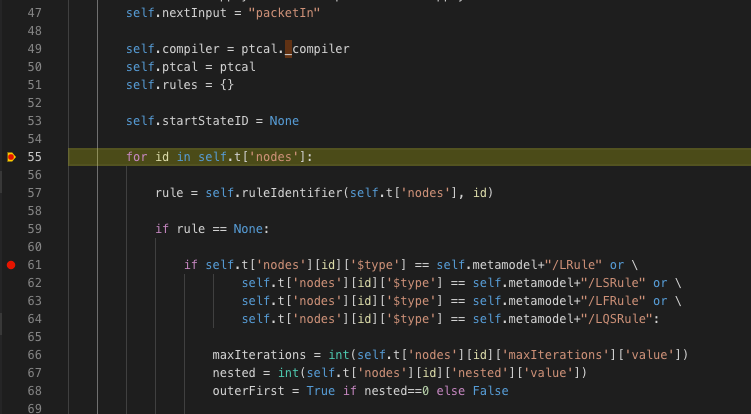 47 self.nextInput = "packetIn"
48
49 self.compiler = ptcal._compiler
50 self.ptcal = ptcal
51 self.rules = {}
52
53 self.startStateID = None
54
55 for id in self.t['nodes']:
56
57 rule = self.ruleIdentifier(self.t['nodes'], id)
58
59 if rule == None:
60
61 if self.t['nodes'][id]['$type'] == self.metamodel+"/LRule" or \
62 self.t['nodes'][id]['$type'] == self.metamodel+"/LSRule" or \
63 self.t['nodes'][id]['$type'] == self.metamodel+"/LFRule" or \
64 self.t['nodes'][id]['$type'] == self.metamodel+"/LQSRule":
65
66 maxIterations = int(self.t['nodes'][id]['maxIterations']['value'])
67 nested = int(self.t['nodes'][id]['nested']['value'])
68 outerFirst = True if nested==0 else False
69